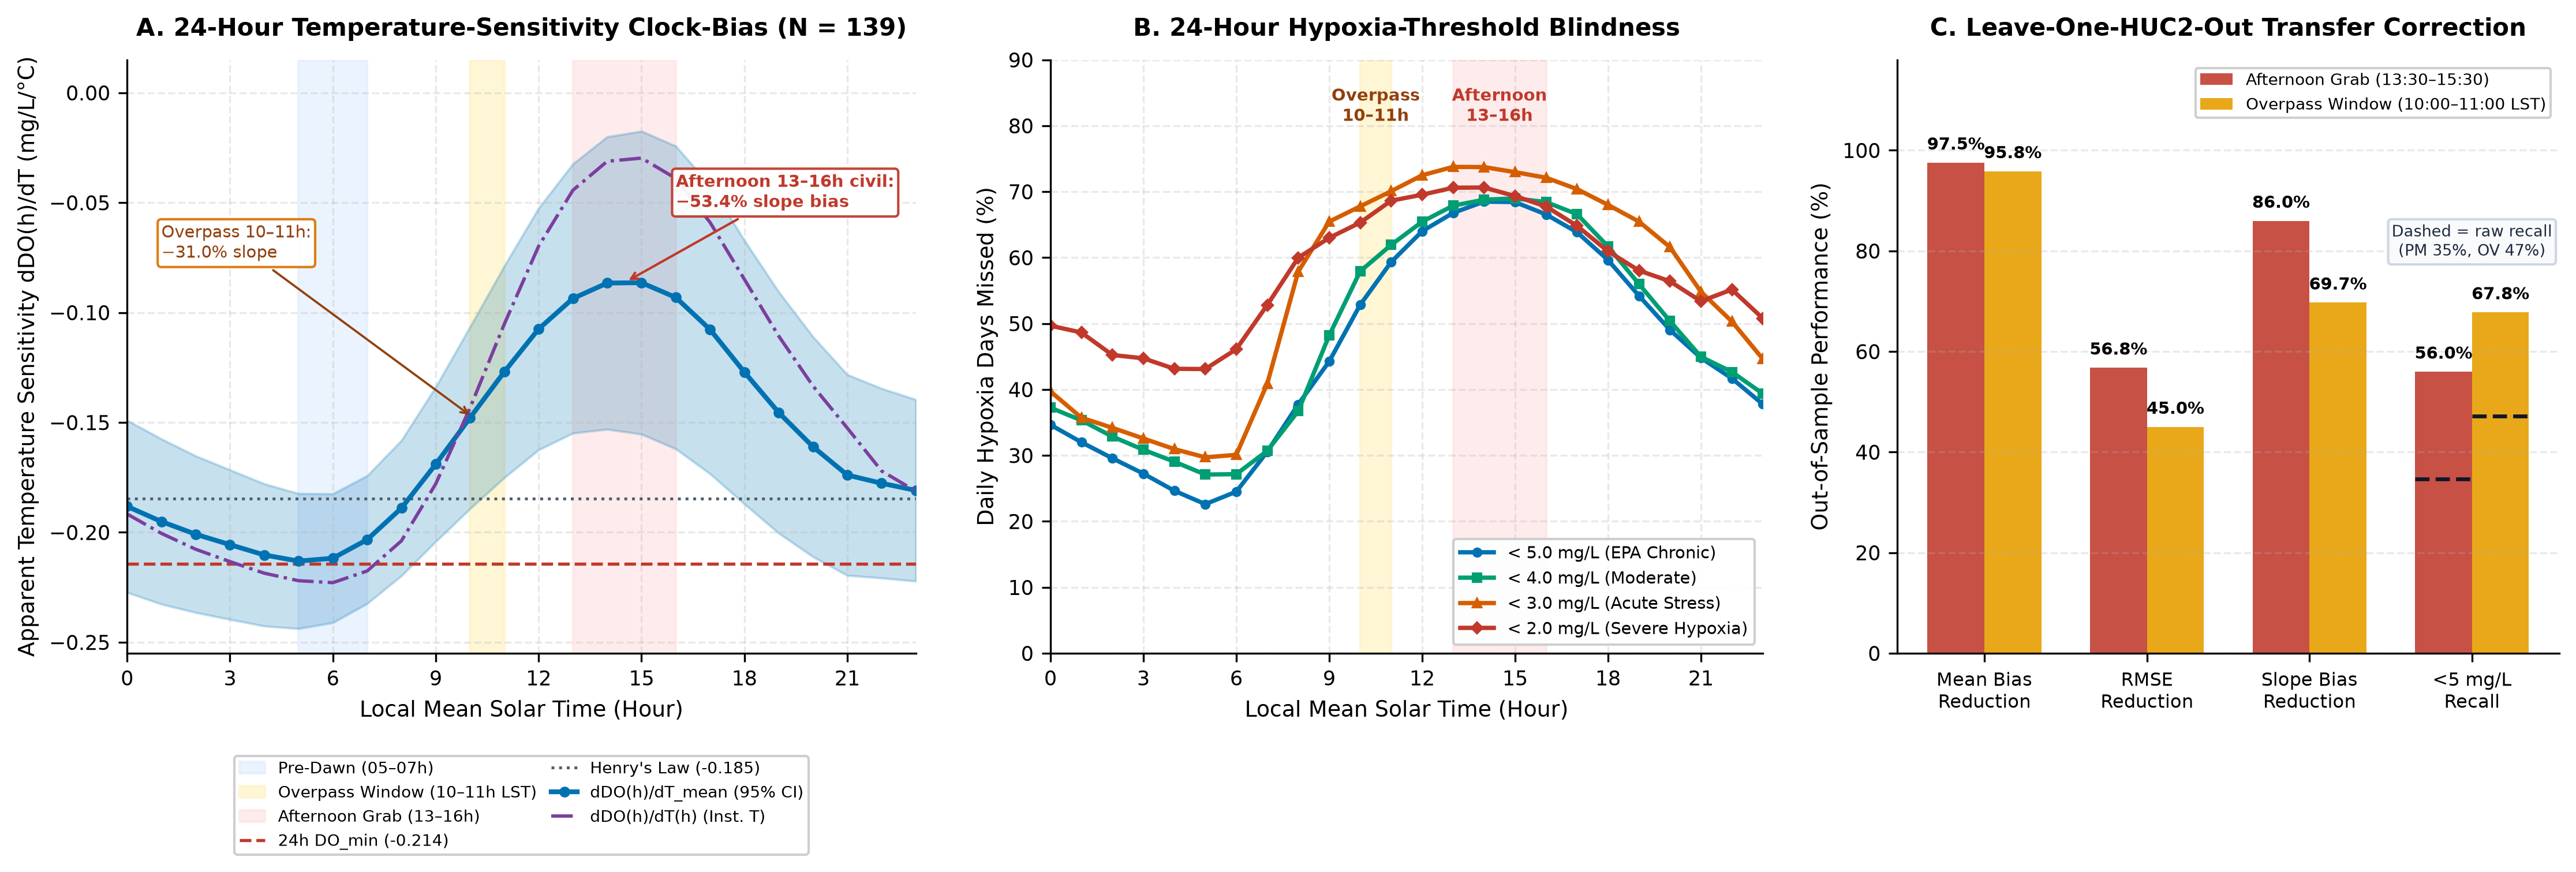 A. 24-Hour Temperature-Sensitivity Clock-Bias (N = 139)
Apparent Temperature Sensitivity dDO(h)/dT (mg/L/°C)
0.00
−0.05
−0.10
−0.15
−0.20
−0.25
Overpass 10–11h:
−31.0% slope
Afternoon 13–16h civil:
−53.4% slope bias
0 3 6 9 12 15 18 21
Local Mean Solar Time (Hour)
Pre-Dawn (05–07h)
Overpass Window (10–11h LST)
Afternoon Grab (13–16h)
24h DO_min (-0.214)
Henry's Law (-0.185)
dDO(h)/dT_mean (95% CI)
dDO(h)/dT(h) (Inst. T)
B. 24-Hour Hypoxia-Threshold Blindness
Daily Hypoxia Days Missed (%)
90
80
70
60
50
40
30
20
10
0
Overpass
10–11h
Afternoon
13–16h
< 5.0 mg/L (EPA Chronic)
< 4.0 mg/L (Moderate)
< 3.0 mg/L (Acute Stress)
< 2.0 mg/L (Severe Hypoxia)
0 3 6 9 12 15 18 21
Local Mean Solar Time (Hour)
C. Leave-One-HUC2-Out Transfer Correction
Out-of-Sample Performance (%)
100
80
60
40
20
0
Afternoon Grab (13:30–15:30)
Overpass Window (10:00–11:00 LST)
97.5%
95.8%
56.8%
45.0%
86.0%
69.7%
56.0%
67.8%
Dashed = raw recall
(PM 35%, OV 47%)
Mean Bias
Reduction
RMSE
Reduction
Slope Bias
Reduction
<5 mg/L
Recall